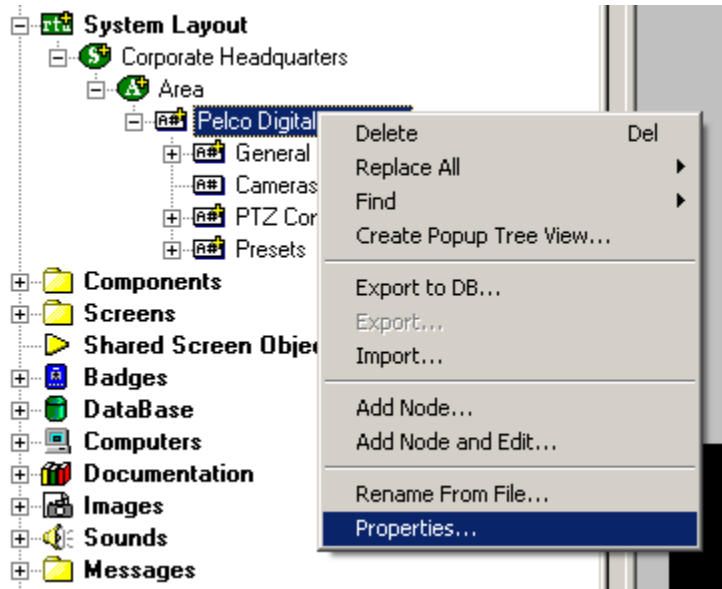 System Layout
Corporate Headquarters
Area
Pelco Digital
General
Cameras
PTZ Cor
Presets
Components
Screens
Shared Screen Obje
Badges
DataBase
Computers
Documentation
Images
Sounds
Messages
Delete Del
Replace All
Find
Create Popup Tree View...
Export to DB...
Export...
Import...
Add Node...
Add Node and Edit...
Rename From File...
Properties...